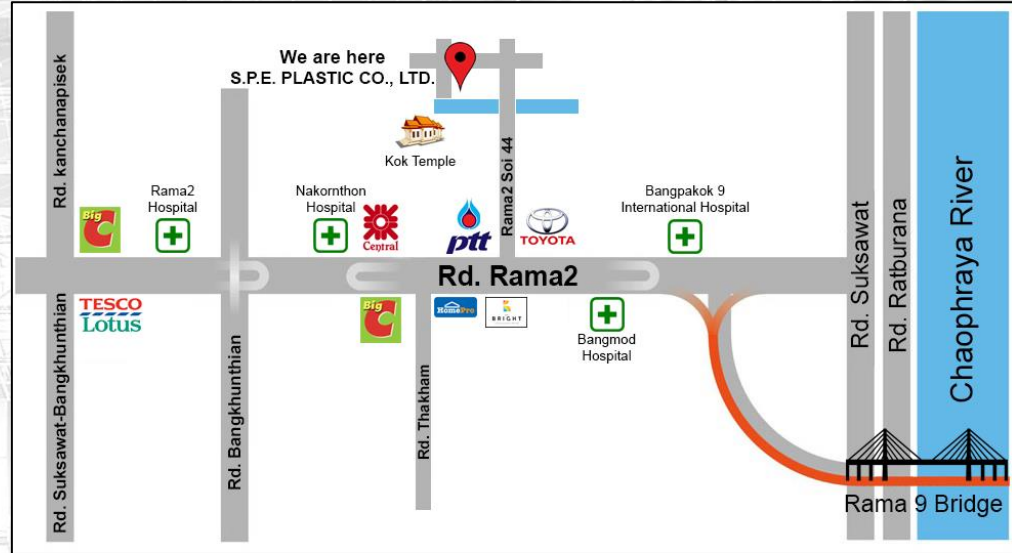 We are here
S.P.E. PLASTIC CO., LTD.
Kok Temple
Rd. kanchanapisek
Rama2 Soi 44
Rama2
Hospital
Nakornthon
Hospital
Bangpakok 9
International Hospital
Big
C
Central
ptt
TOYOTA
Rd. Rama2
TESCO
Lotus
Big
C
HomePro
BRIGHT
Bangmod
Hospital
Rd. Suksawat-Bangkhunthian
Rd. Bangkhunthian
Rd. Thakham
Rd. Suksawat
Rd. Ratburana
Chaophraya River
Rama 9 Bridge